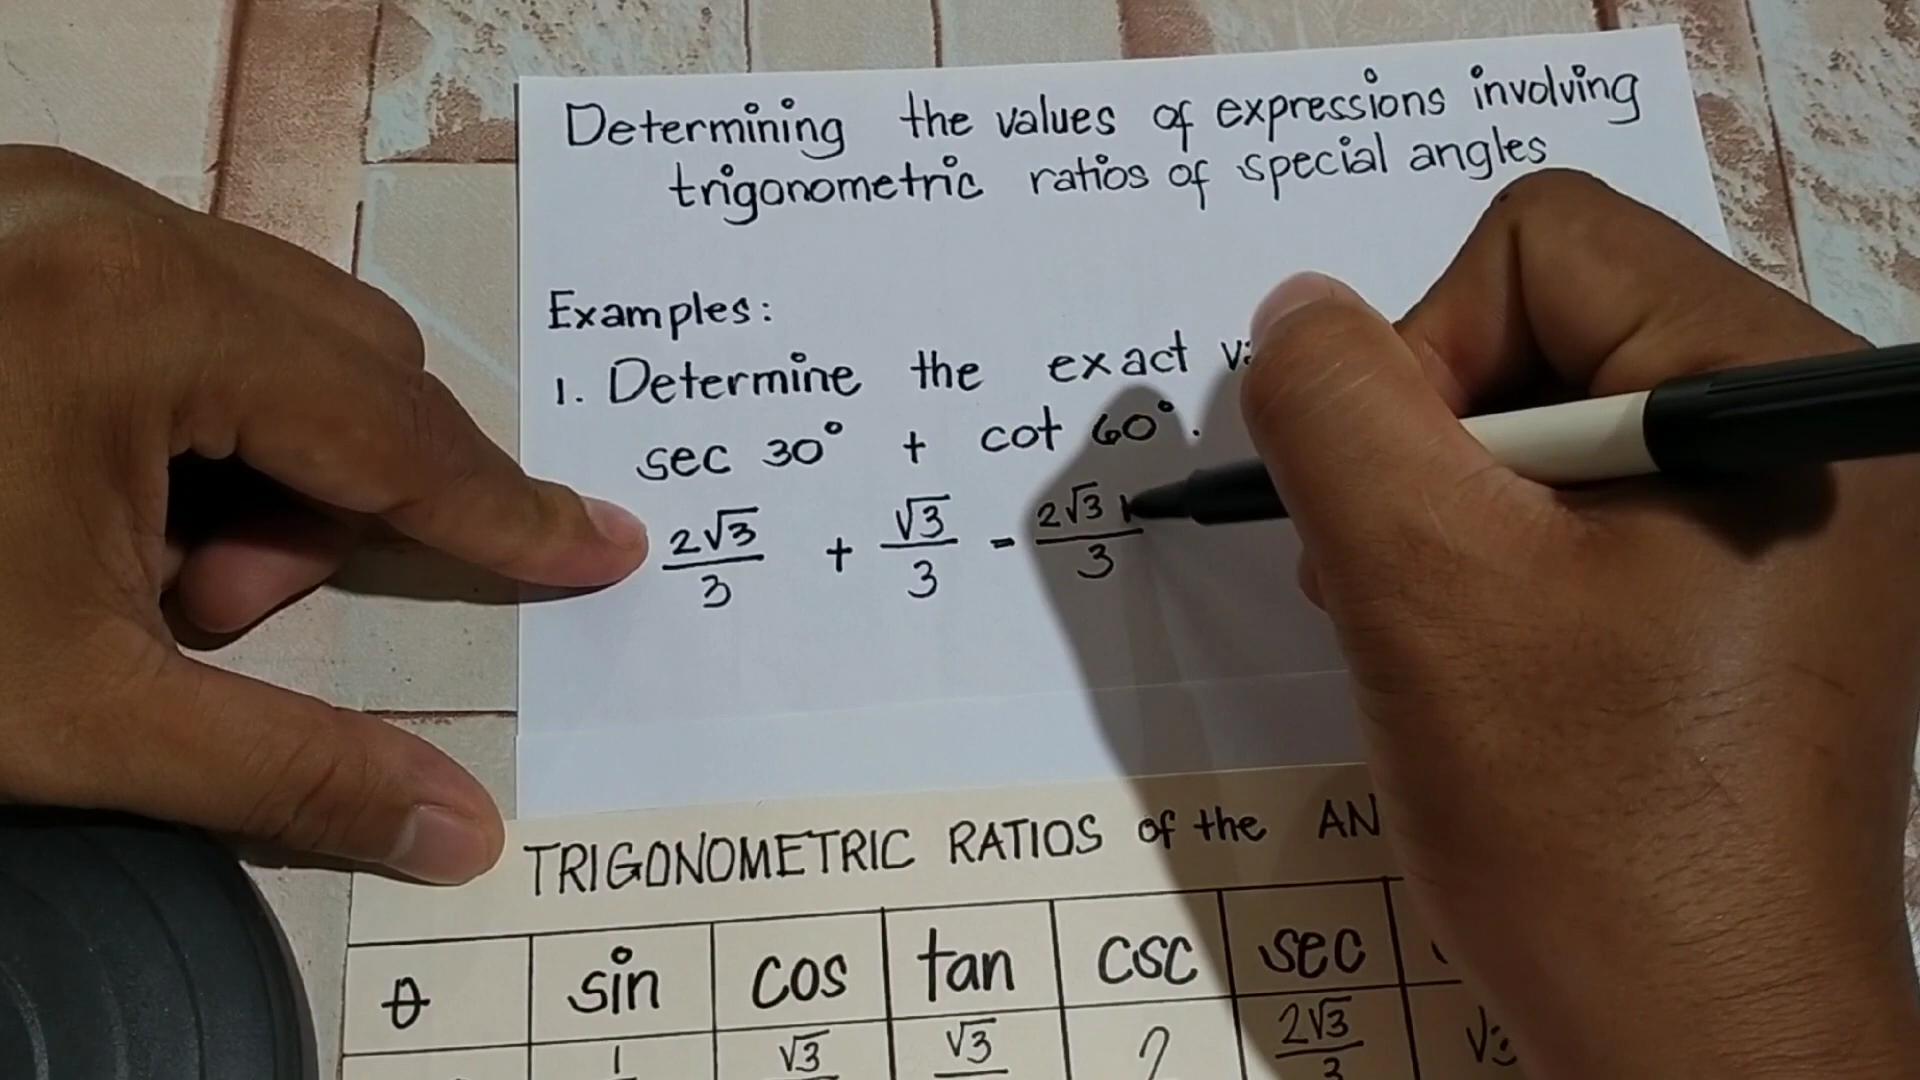 Determining the values of expressions involving
trigonometric ratios of special angles
Examples:
1. Determine the exact
sec 30° + cot 60°.
2√3/3 + √3/3 = 2√3/3
TRIGONOMETRIC RATIOS of the
θ sin cos tan csc sec
1 √3 √3 2 2√3/3